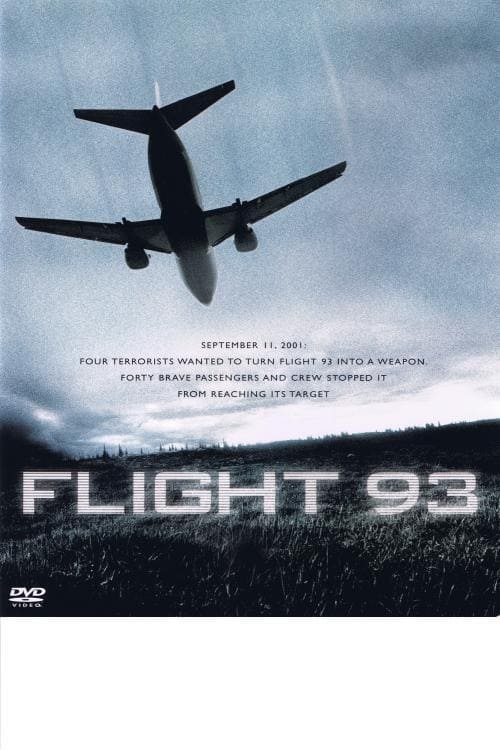 SEPTEMBER 11, 2001:
FOUR TERRORISTS WANTED TO TURN FLIGHT 93 INTO A WEAPON.
FORTY BRAVE PASSENGERS AND CREW STOPPED IT
FROM REACHING ITS TARGET
FLIGHT 93
DVD
VIDEO